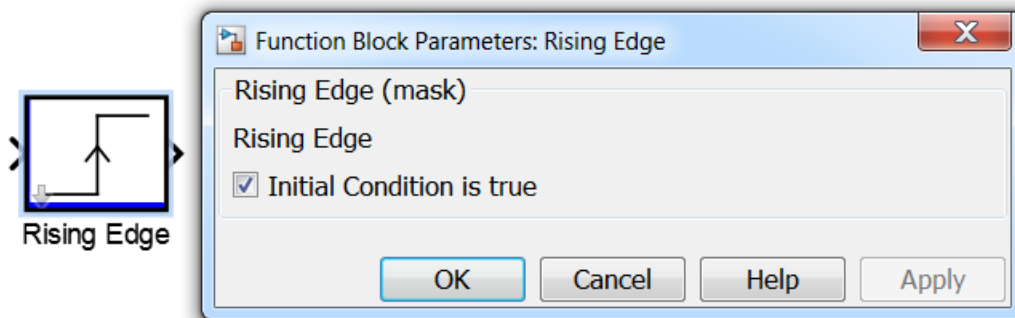 Function Block Parameters: Rising Edge
Rising Edge (mask)
Rising Edge
Initial Condition is true
Rising Edge
OK Cancel Help Apply